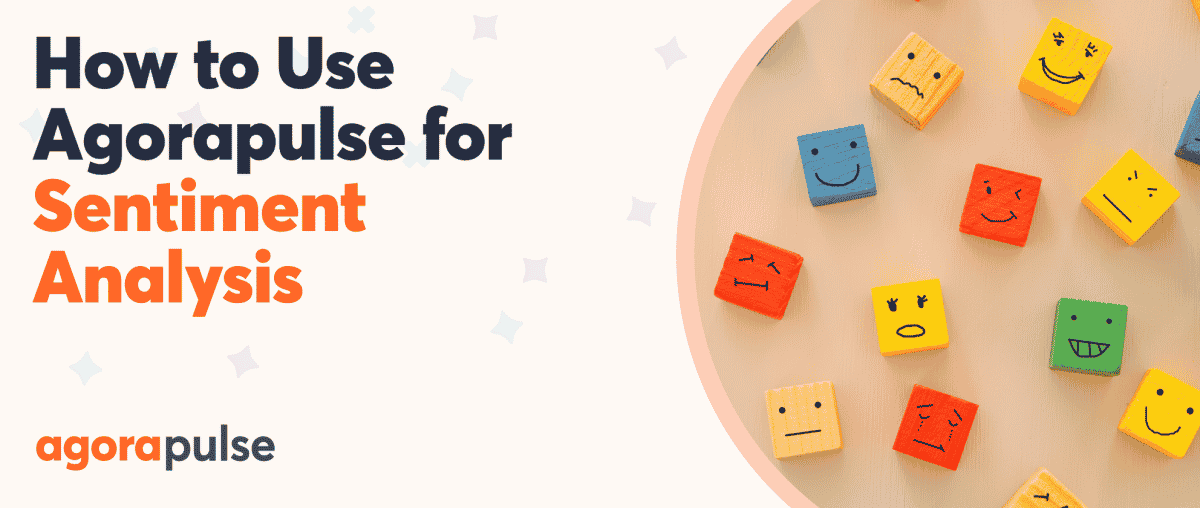 How to Use
Agorapulse for
Sentiment
Analysis
agorapulse